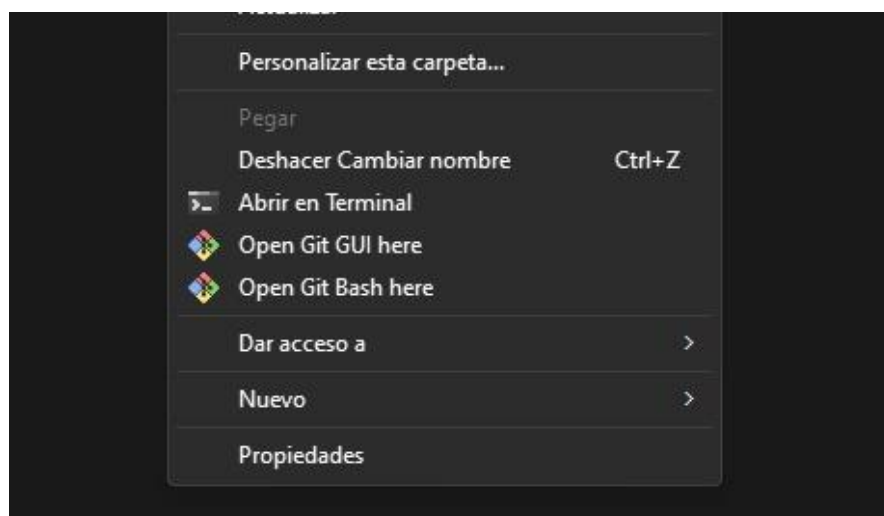 Personalizar esta carpeta...
Pegar
Deshacer Cambiar nombre Ctrl+Z
Abrir en Terminal
Open Git GUI here
Open Git Bash here
Dar acceso a
Nuevo
Propiedades